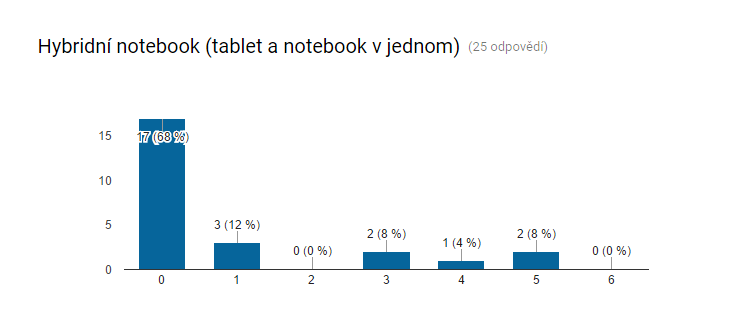 Hybridní notebook (tablet a notebook v jednom) (25 odpovědí)
15
10
5
0
17 (68 %)
3 (12 %)
0 (0 %)
2 (8 %)
1 (4 %)
2 (8 %)
0 (0 %)
0 1 2 3 4 5 6